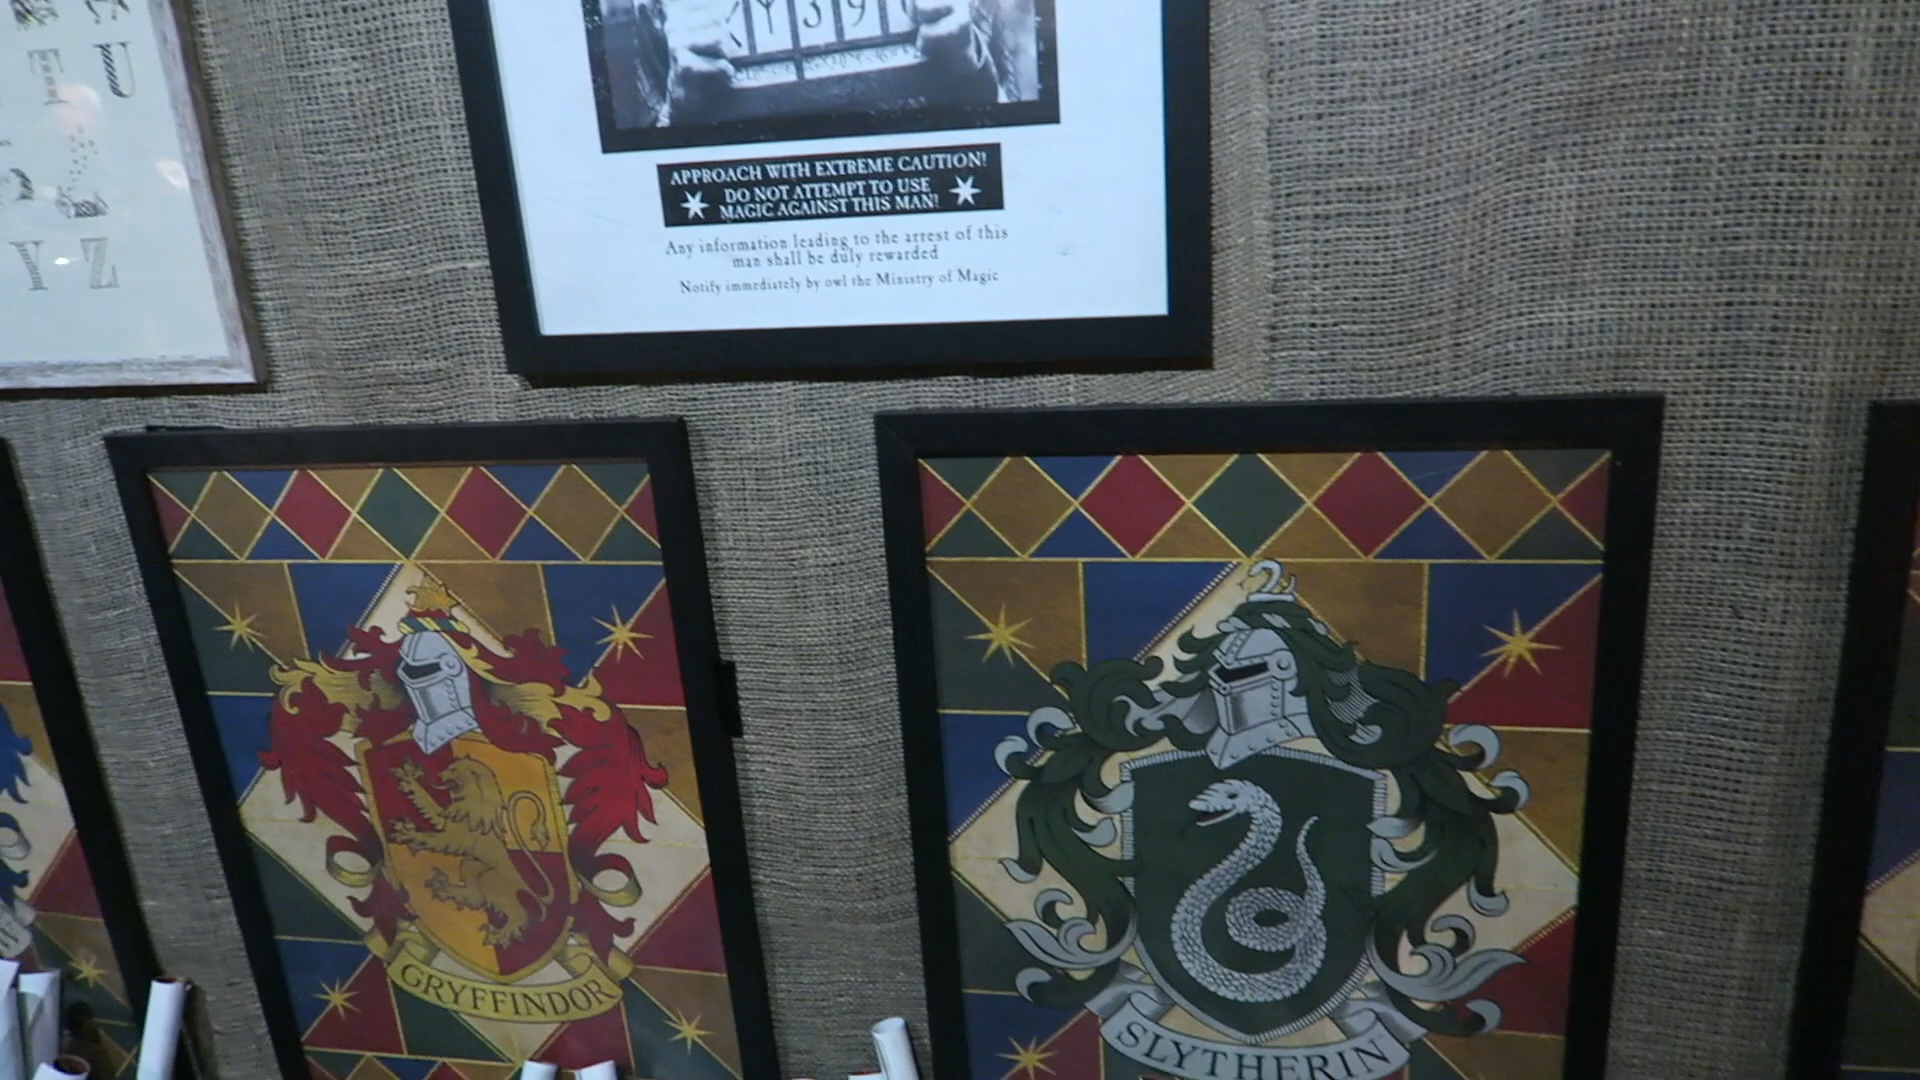 T U
Y Z
APPROACH WITH EXTREME CAUTION!
DO NOT ATTEMPT TO USE
MAGIC AGAINST THIS MAN!
Any information leading to the arrest of this
man shall be duly rewarded
Notify immediately by owl the Ministry of Magic
GRYFFINDOR
SLYTHERIN